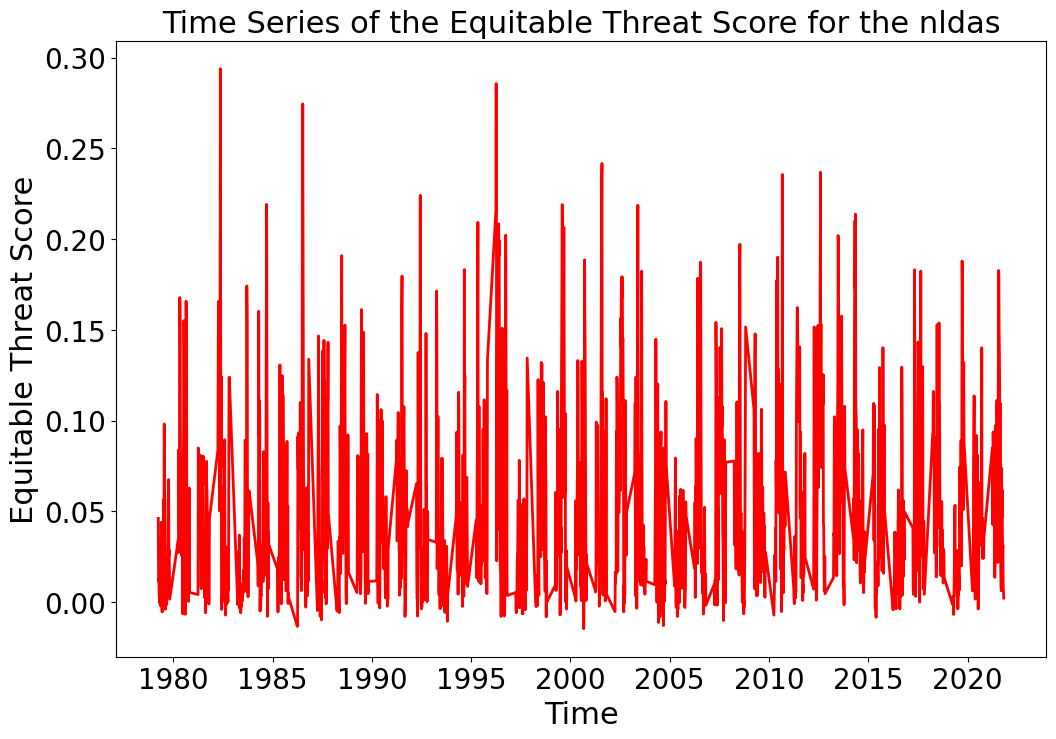 Time Series of the Equitable Threat Score for the nldas
0.30
0.25
0.20
0.15
0.10
0.05
0.00
Equitable Threat Score
1980 1985 1990 1995 2000 2005 2010 2015 2020
Time